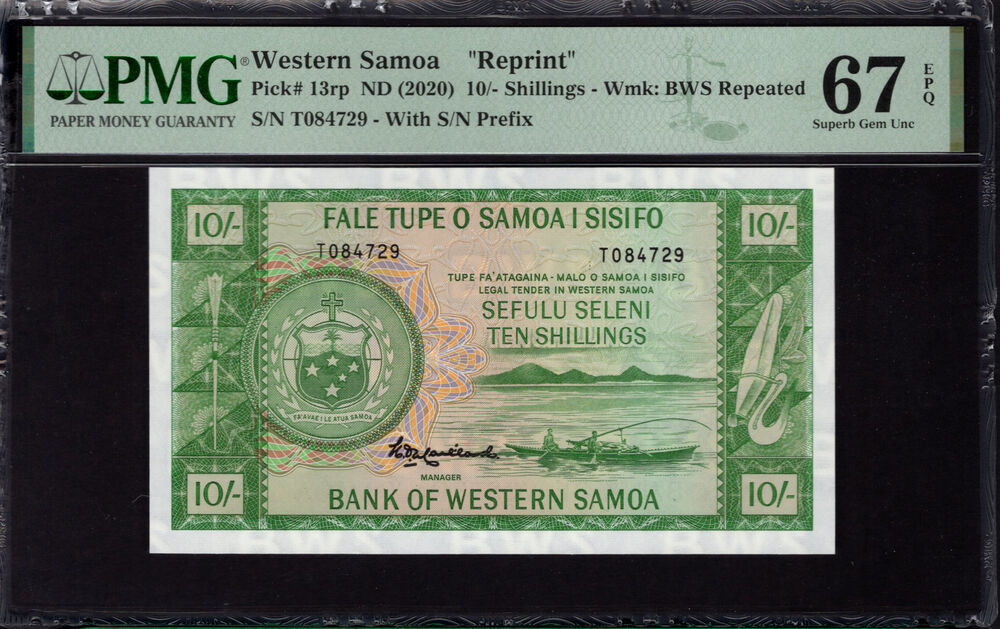 PMG®
PAPER MONEY GUARANTY
Western Samoa "Reprint"
Pick# 13rp ND (2020) 10/- Shillings - Wmk: BWS Repeated
S/N T084729 - With S/N Prefix
67 EPQ
Superb Gem Unc
10/- FALE TUPE O SAMOA I SISIFO 10/-
T084729 T084729
TUPE FA'ATAGAINA - MALO O SAMOA I SISIFO
LEGAL TENDER IN WESTERN SAMOA
SEFULU SELENI
TEN SHILLINGS
FA'AVAE I LE ATUA SAMOA
MANAGER
10/- BANK OF WESTERN SAMOA 10/-